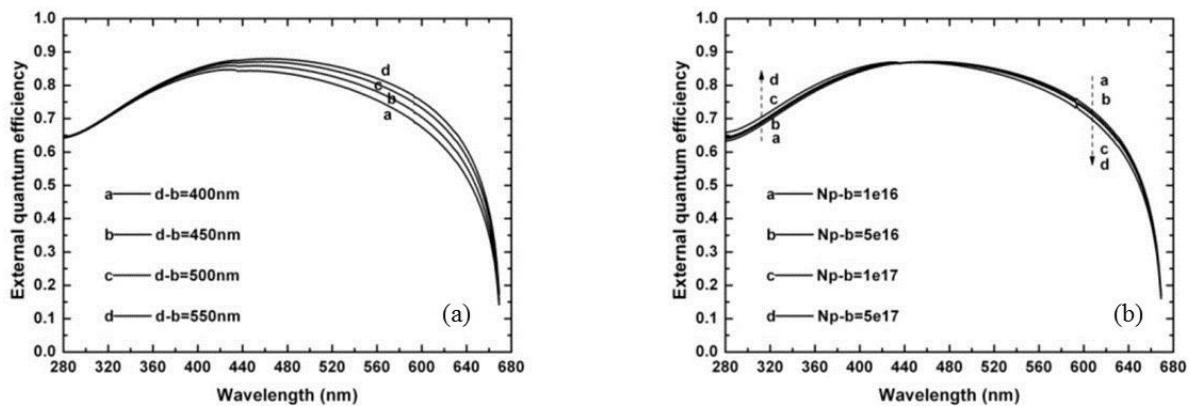 External quantum efficiency
1.0
0.9
0.8
0.7
0.6
0.5
0.4
0.3
0.2
0.1
0.0
d
c
b
a
a — d-b=400nm
b — d-b=450nm
c — d-b=500nm
d — d-b=550nm
(a)
280 320 360 400 440 480 520 560 600 640 680
Wavelength (nm)
External quantum efficiency
1.0
0.9
0.8
0.7
0.6
0.5
0.4
0.3
0.2
0.1
0.0
d
c
b
a
a
b
c
d
a — Np-b=1e16
b — Np-b=5e16
c — Np-b=1e17
d — Np-b=5e17
(b)
280 320 360 400 440 480 520 560 600 640 680
Wavelength (nm)